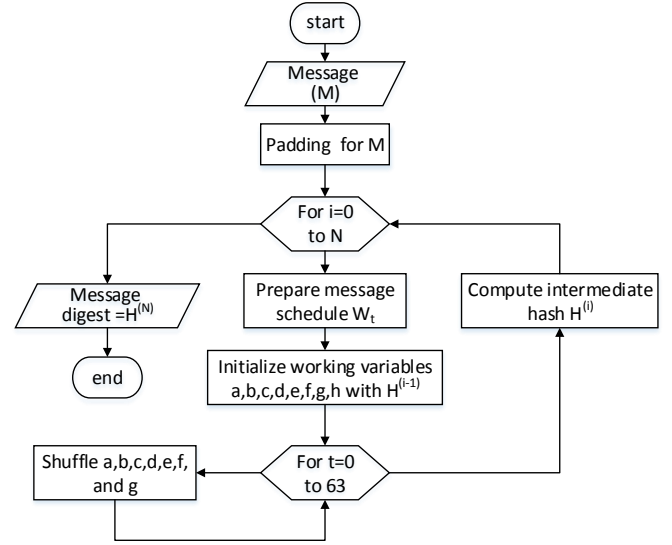 start
Message
(M)
Padding for M
For i=0
to N
Message
digest =H(N)
Prepare message
schedule Wt
Compute intermediate
hash H(i)
end
Initialize working variables
a,b,c,d,e,f,g,h with H(i-1)
Shuffle a,b,c,d,e,f,
and g
For t=0
to 63